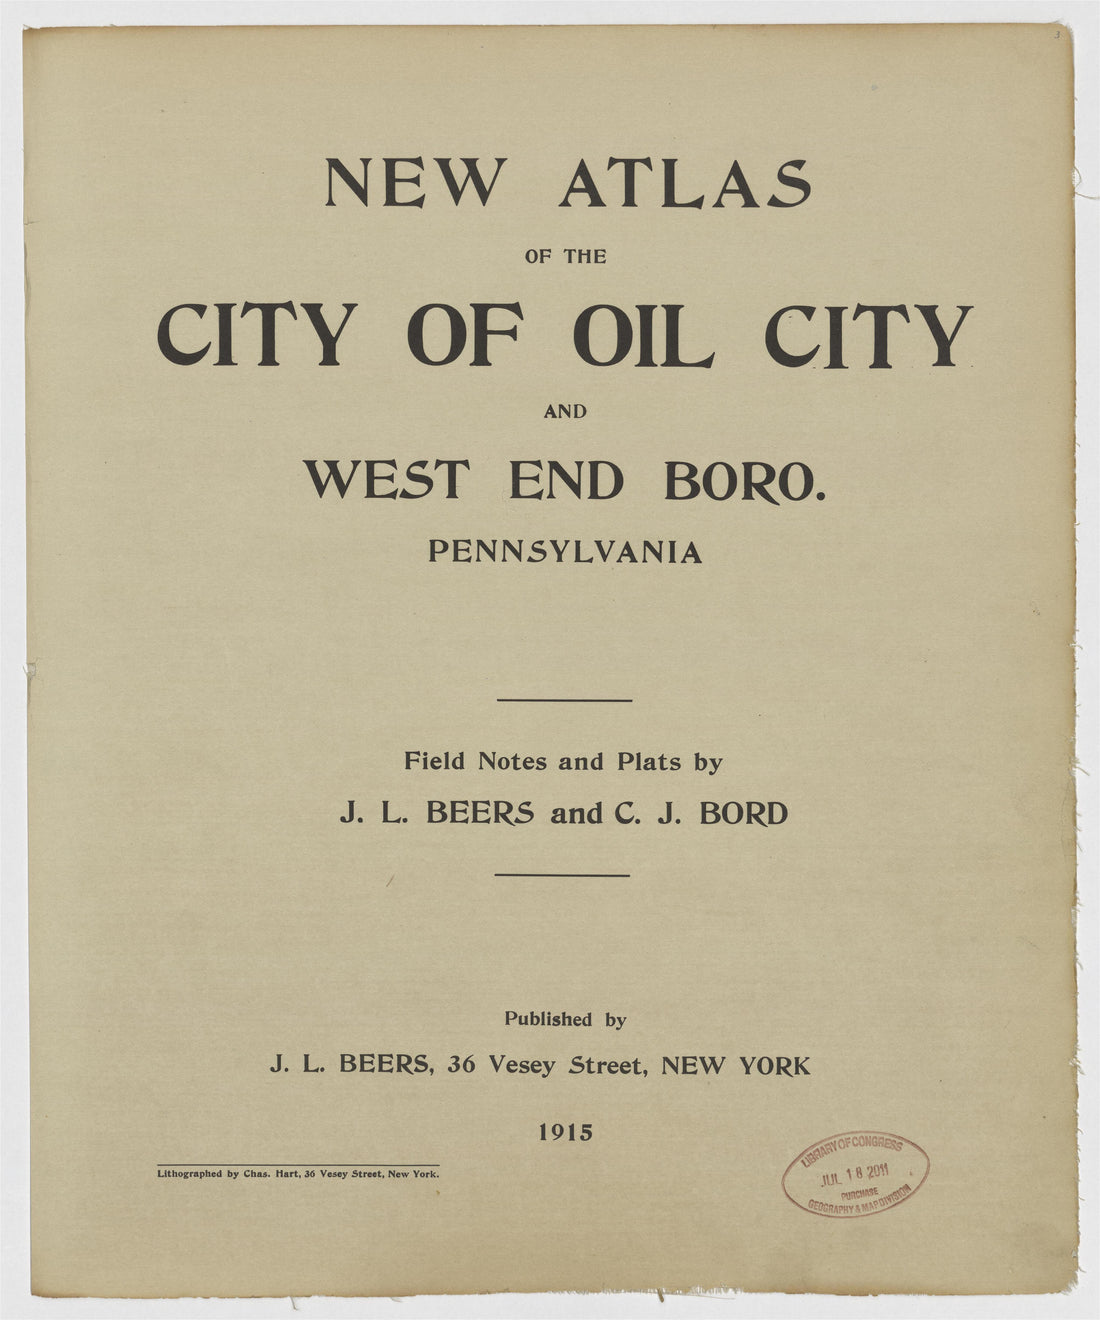 3
NEW ATLAS
OF THE
CITY OF OIL CITY
AND
WEST END BORO.
PENNSYLVANIA
Field Notes and Plats by
J. L. BEERS and C. J. BORD
Published by
J. L. BEERS, 36 Vesey Street, NEW YORK
1915
Lithographed by Chas. Hart, 36 Vesey Street, New York.
LIBRARY OF CONGRESS
JUL 18 2011
PURCHASE
GEOGRAPHY & MAP DIVISION